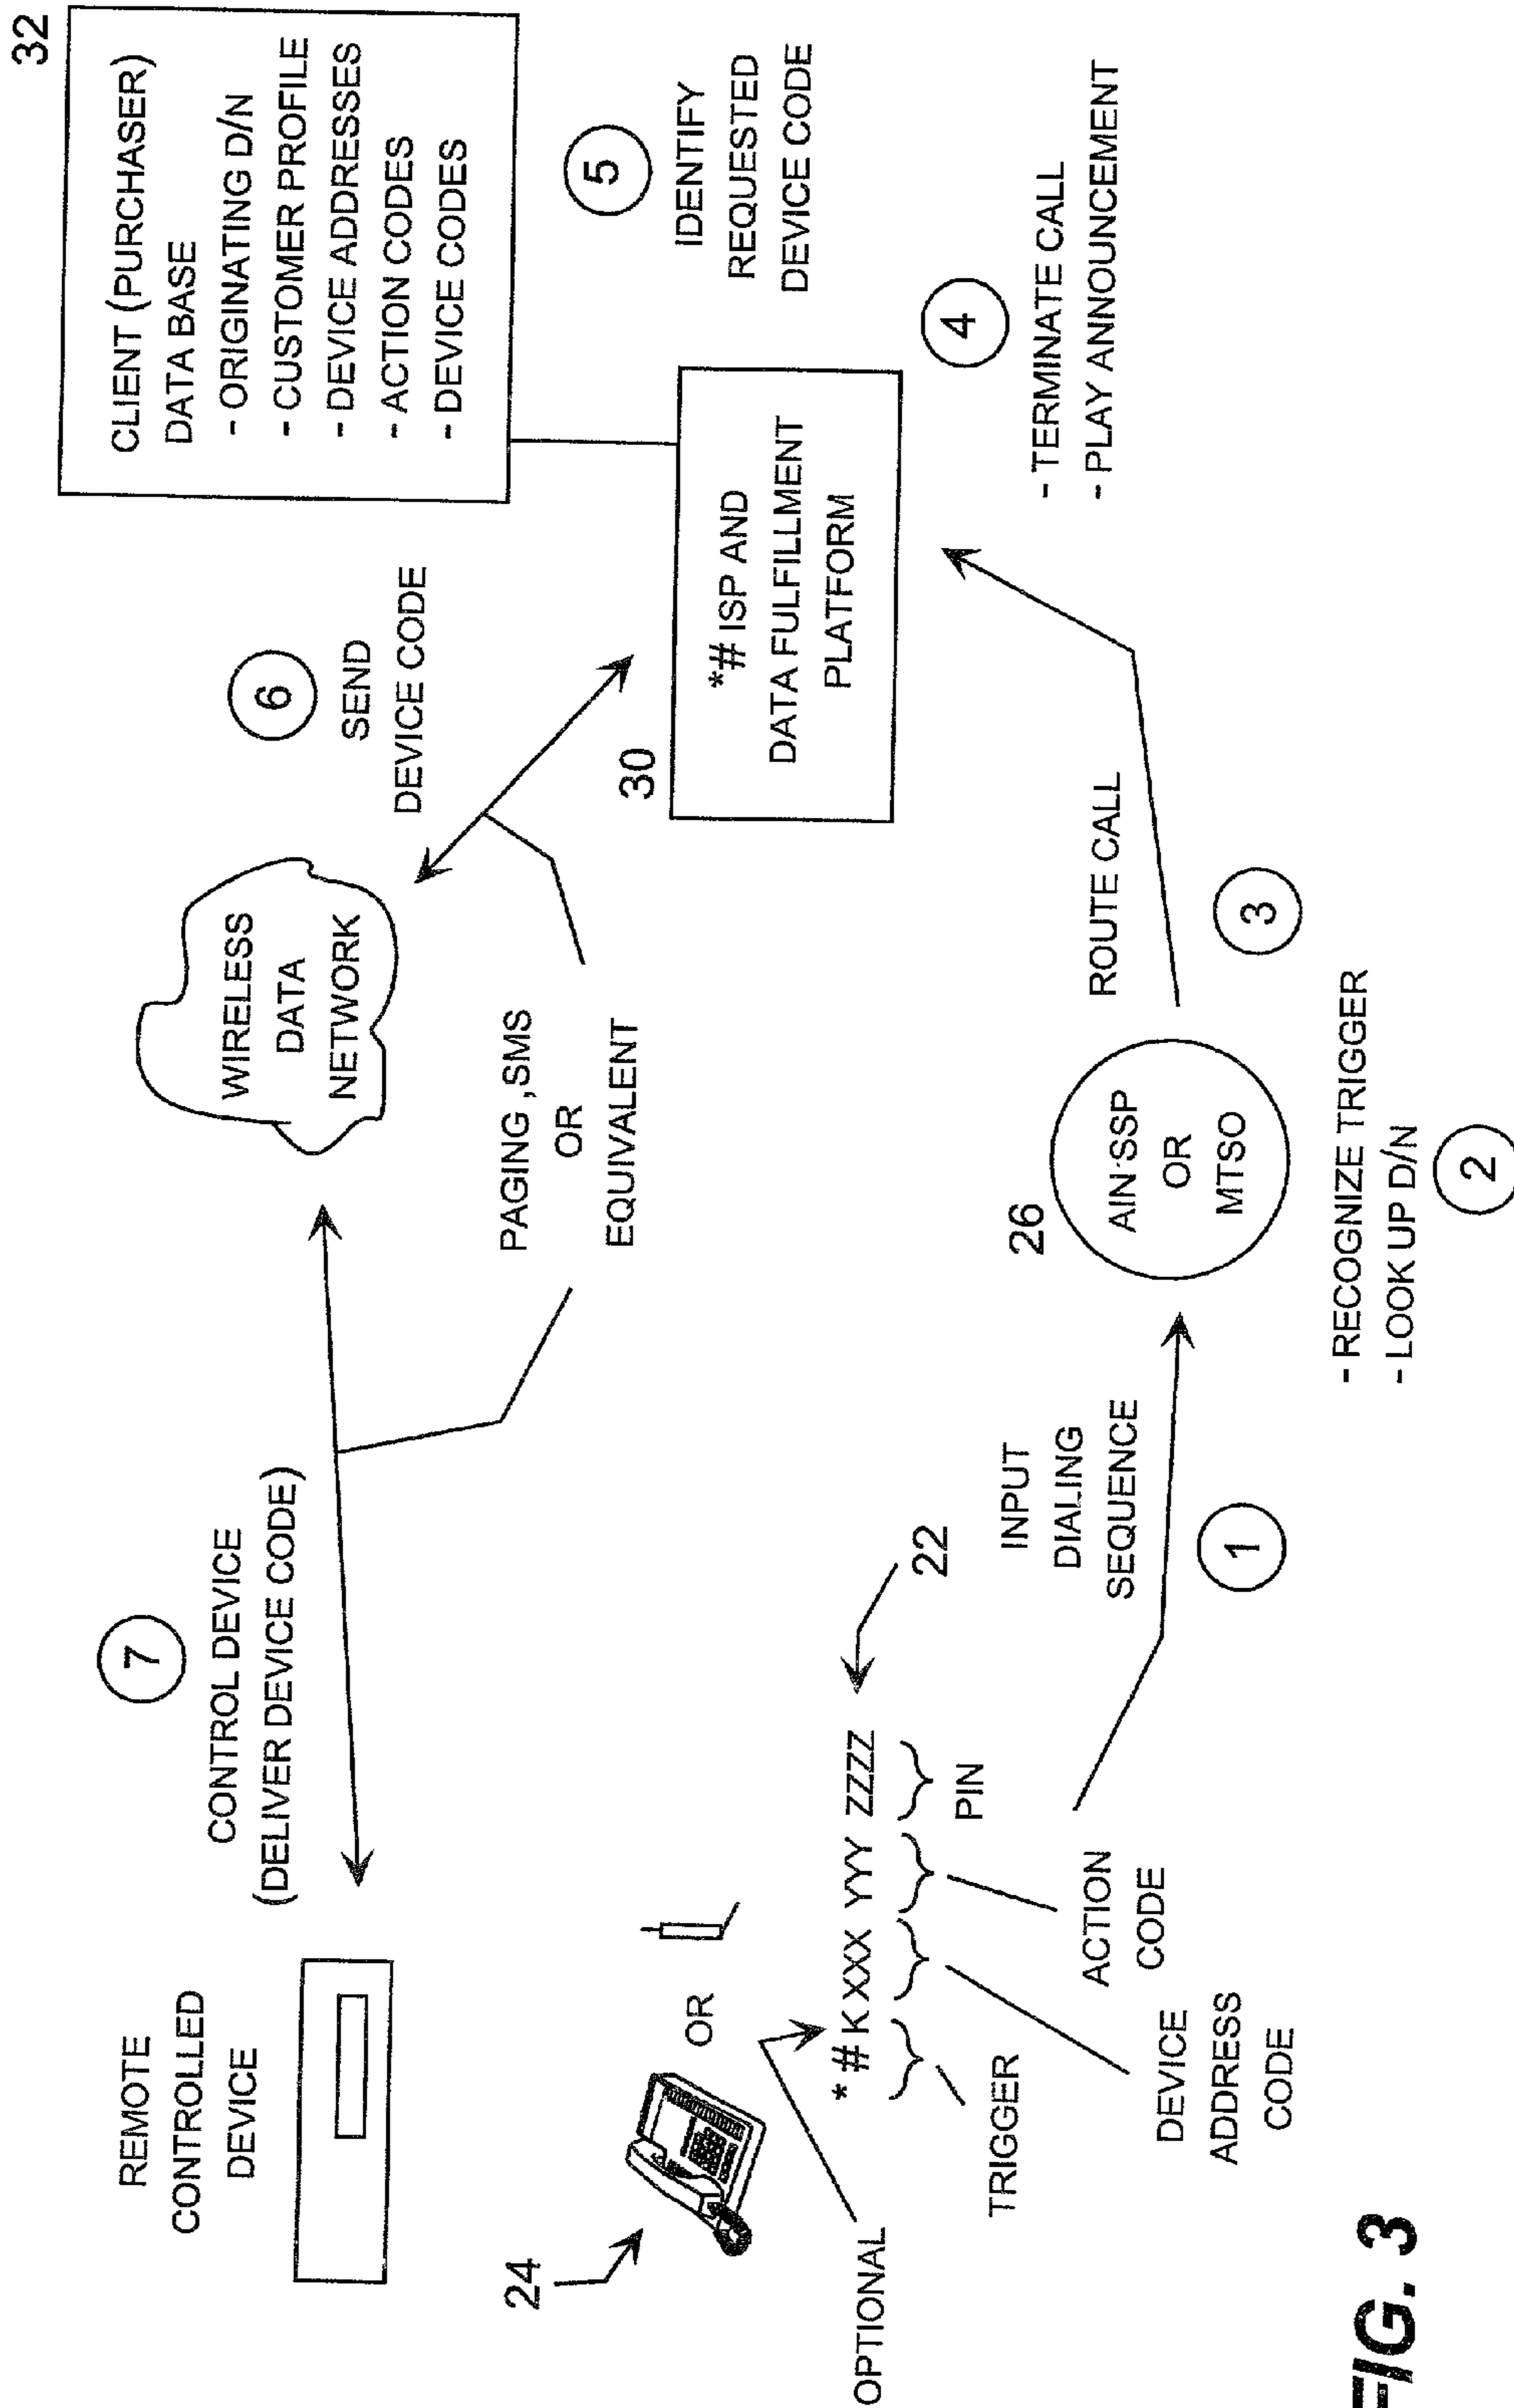 REMOTE
CONTROLLED
DEVICE
7
CONTROL DEVICE
(DELIVER DEVICE CODE)
WIRELESS
DATA
NETWORK
6
SEND
DEVICE CODE
32
CLIENT (PURCHASER)
DATA BASE
- ORIGINATING D/N
- CUSTOMER PROFILE
- DEVICE ADDRESSES
- ACTION CODES
- DEVICE CODES
5
IDENTIFY
REQUESTED
DEVICE CODE
PAGING ,SMS
OR
EQUIVALENT
30
*# ISP AND
DATA FULFILLMENT
PLATFORM
4
- TERMINATE CALL
- PLAY ANNOUNCEMENT
24
OR
OPTIONAL
* # K XXX YYY ZZZZ
22
TRIGGER
DEVICE
ADDRESS
CODE
ACTION
CODE
PIN
INPUT
DIALING
SEQUENCE
1
26
AIN-SSP
OR
MTSO
- RECOGNIZE TRIGGER
- LOOK UP D/N
2
ROUTE CALL
3
FIG. 3